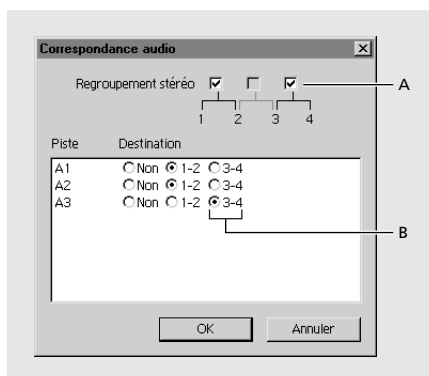 Correspondance audio
Regroupement stéréo
A
1 2 3 4
Piste Destination
A1 Non 1-2 3-4
A2 Non 1-2 3-4
A3 Non 1-2 3-4
B
OK Annuler